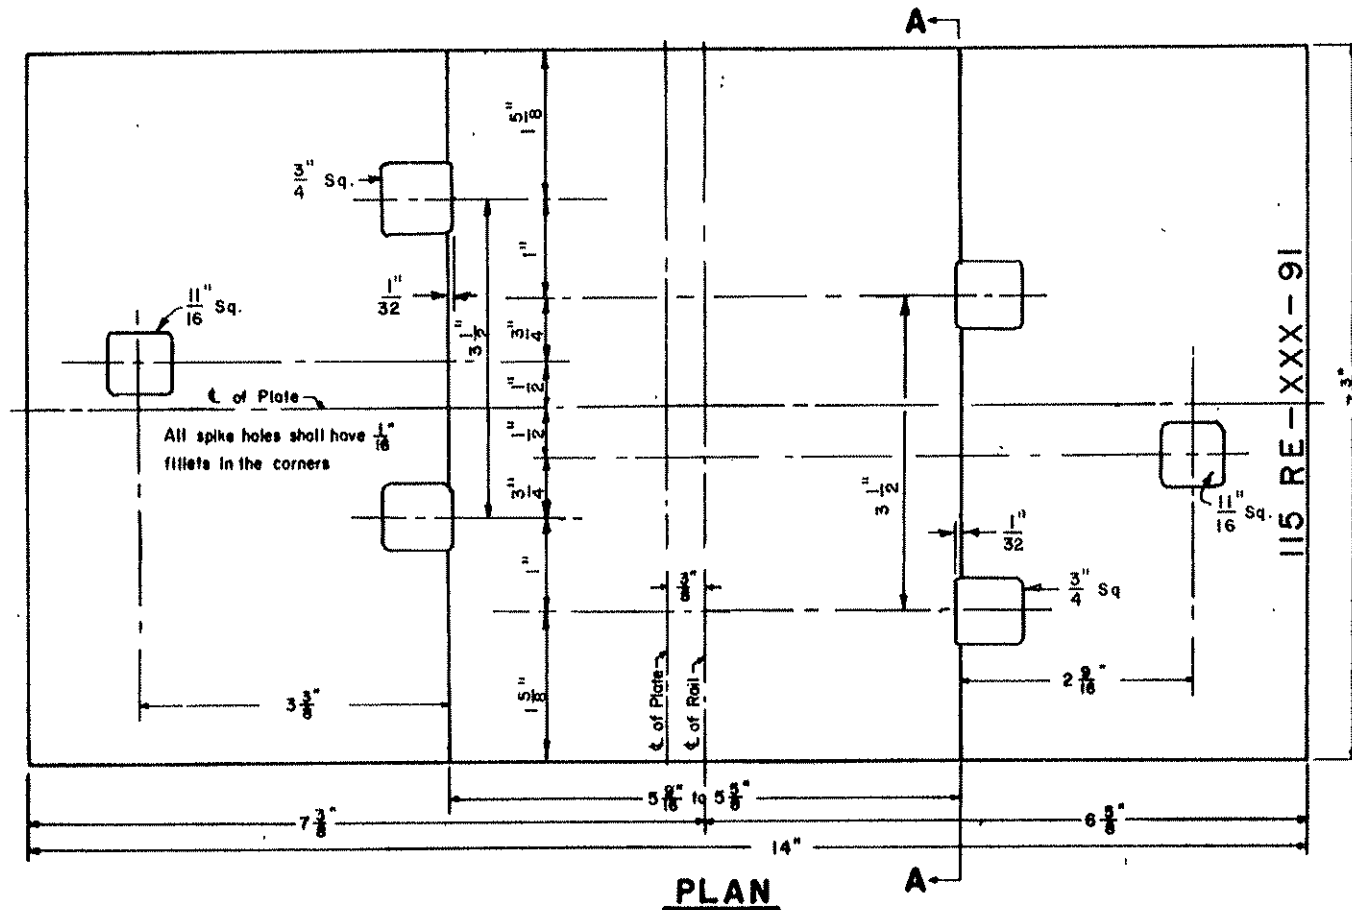 A
1 5/8"
3/4" Sq.
1"
1/32"
11/16" Sq.
3 1/2"
3/4"
℄ of Plate
1/2"
All spike holes shall have 1/16"
fillets in the corners
1/2"
3/4"
3 1/2"
11/16" Sq.
115 RE-XXX-91
1/32"
1"
3/8"
3/4" Sq
1 5/8"
℄ of Plate
℄ of Rail
3 3/8"
2 9/16"
5 9/16" to 5 5/8"
7 3/8"
6 5/8"
14"
A
PLAN